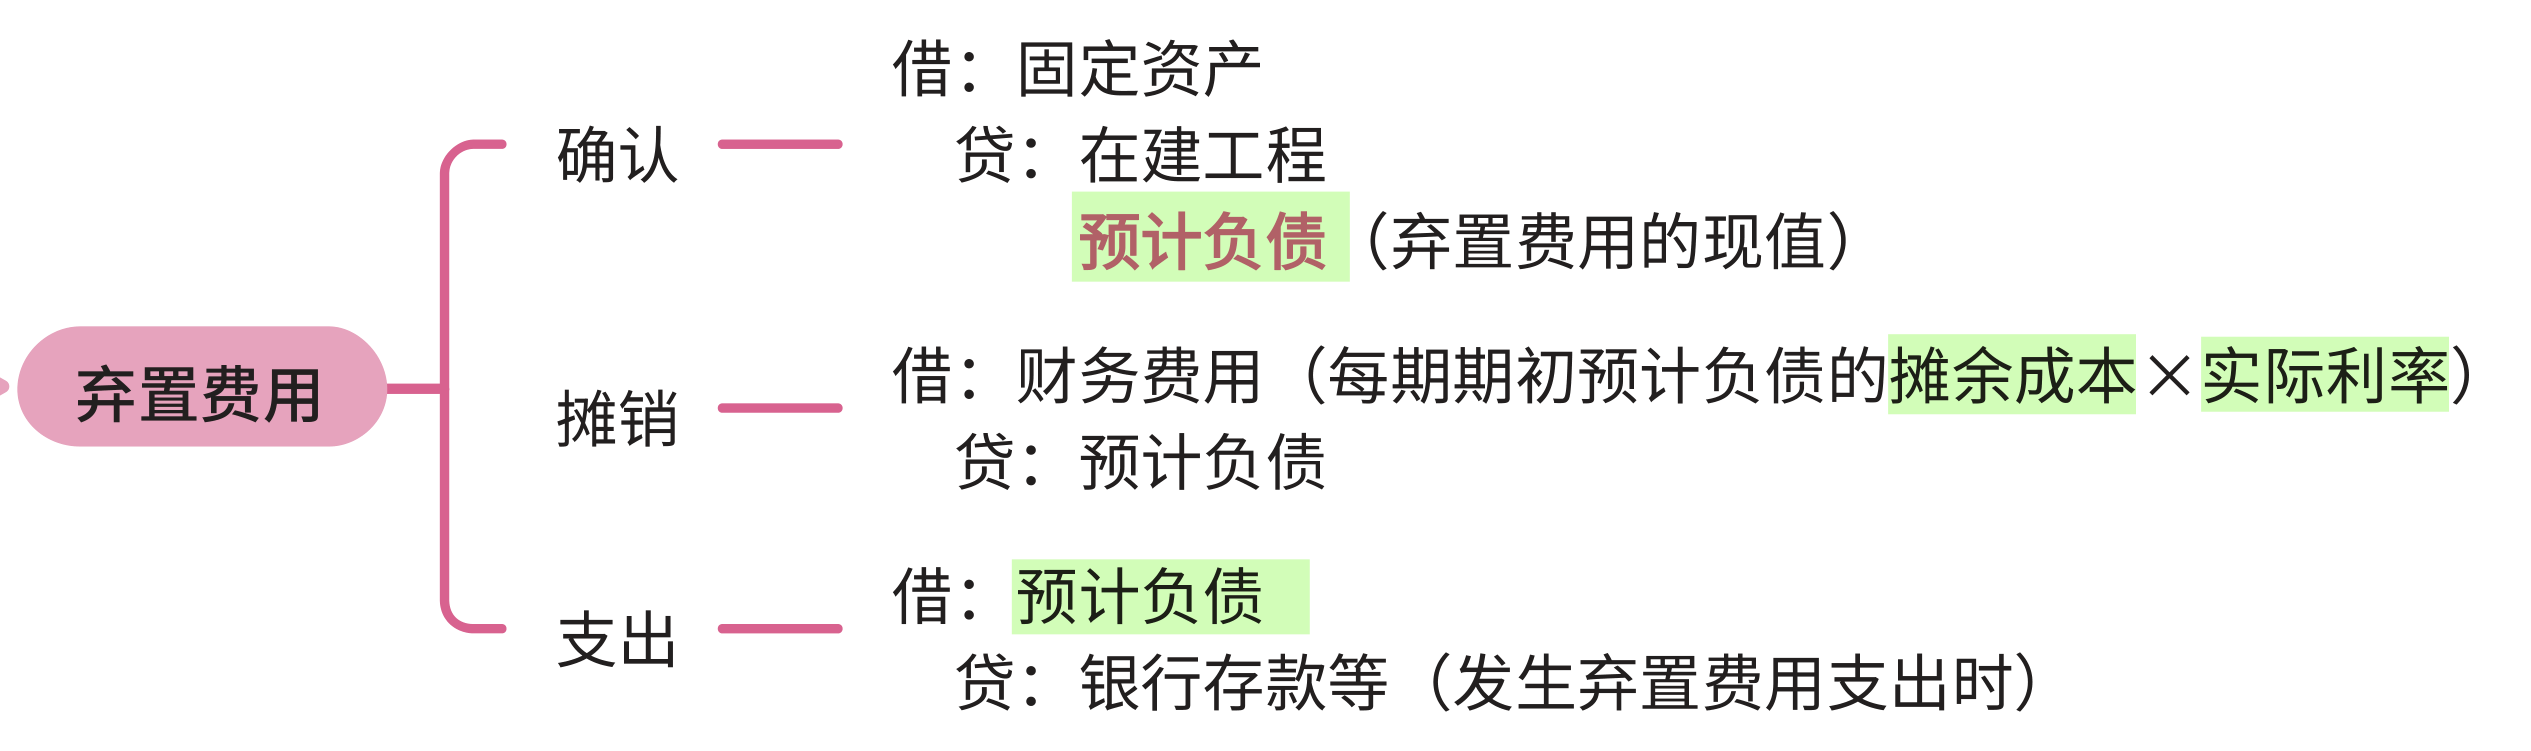 弃置费用
确认
借：固定资产
贷：在建工程
预计负债（弃置费用的现值）
摊销
借：财务费用（每期期初预计负债的摊余成本×实际利率）
贷：预计负债
支出
借：预计负债
贷：银行存款等（发生弃置费用支出时）